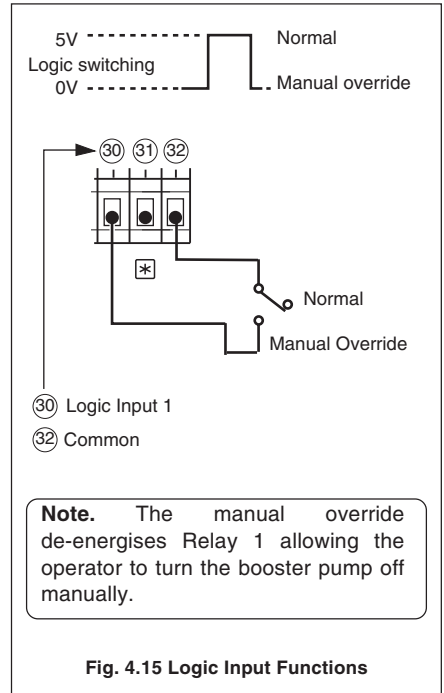 5V Normal
Logic switching
0V Manual override
30 31 32
*
Normal
Manual Override
30 Logic Input 1
32 Common
Note. The manual override
de-energises Relay 1 allowing the
operator to turn the booster pump off
manually.
Fig. 4.15 Logic Input Functions